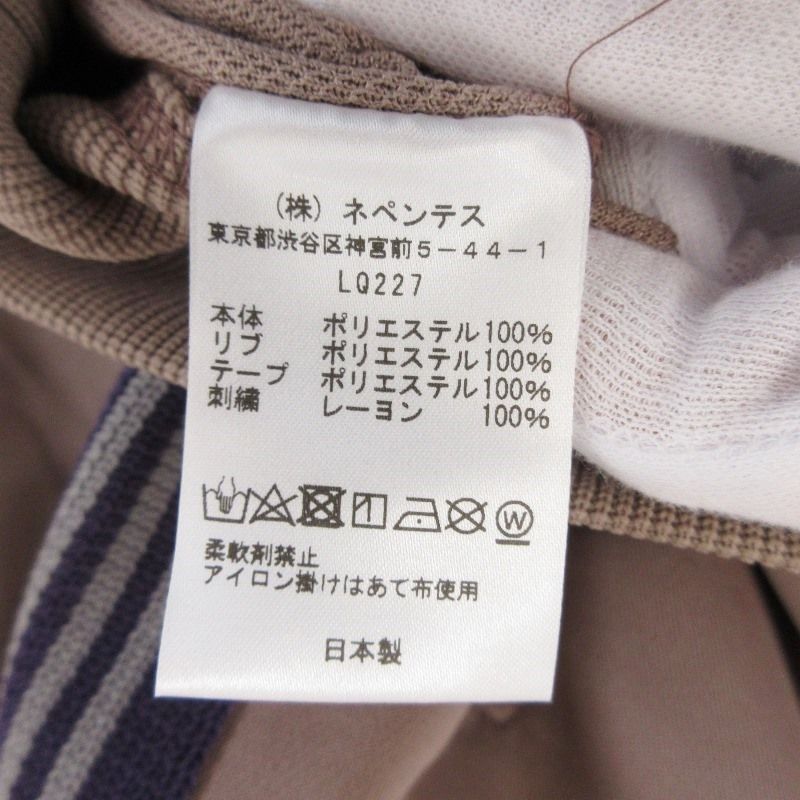 (株) ネペンテス
東京都渋谷区神宮前5-44-1
LQ227
本体 ポリエステル100%
リブ ポリエステル100%
テープ ポリエステル100%
刺繍 レーヨン 100%
W
柔軟剤禁止
アイロン掛けはあて布使用
日本製